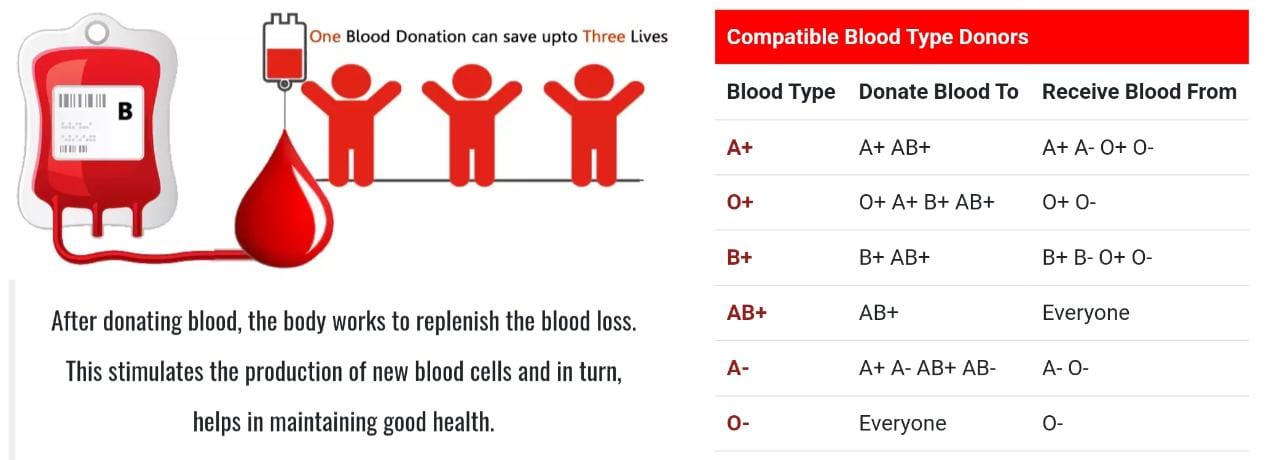 B
One Blood Donation can save upto Three Lives
After donating blood, the body works to replenish the blood loss.
This stimulates the production of new blood cells and in turn,
helps in maintaining good health.
Compatible Blood Type Donors
Blood Type Donate Blood To Receive Blood From
A+ A+ AB+ A+ A- O+ O-
O+ O+ A+ B+ AB+ O+ O-
B+ B+ AB+ B+ B- O+ O-
AB+ AB+ Everyone
A- A+ A- AB+ AB- A- O-
O- Everyone O-